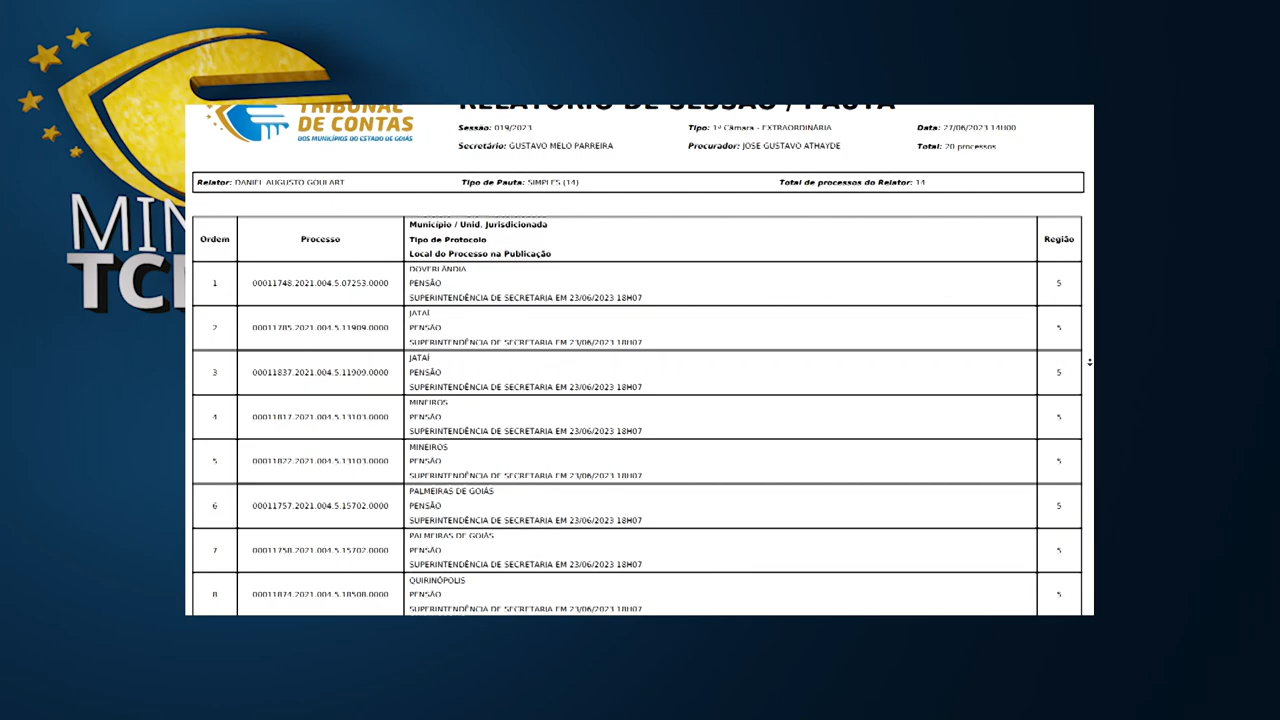 MIN
TC
TRIBUNAL
DE CONTAS
DOS MUNICÍPIOS DO ESTADO DE GOIÁS
RELATÓRIO DE SESSÃO / PAUTA
Sessão: 019/2023 Tipo: 1ª Câmara - EXTRAORDINÁRIA Data: 27/06/2023 14H00
Secretário: GUSTAVO MELO PARREIRA Procurador: JOSE GUSTAVO ATHAYDE Total: 20 processos
Relator: DANIEL AUGUSTO GOULART Tipo de Pauta: SIMPLES (14) Total de processos do Relator: 14
Município / Unid. Jurisdicionada
Ordem Processo Tipo de Protocolo Região
Local do Processo na Publicação
DOVERLÂNDIA
1 00011748.2021.004.5.07253.0000 PENSÃO 5
SUPERINTENDÊNCIA DE SECRETARIA EM 23/06/2023 18H07
JATAÍ
2 00011785.2021.004.5.11909.0000 PENSÃO 5
SUPERINTENDÊNCIA DE SECRETARIA EM 23/06/2023 18H07
JATAÍ
3 00011837.2021.004.5.11909.0000 PENSÃO 5
SUPERINTENDÊNCIA DE SECRETARIA EM 23/06/2023 18H07
MINEIROS
4 00011817.2021.004.5.13103.0000 PENSÃO 5
SUPERINTENDÊNCIA DE SECRETARIA EM 23/06/2023 18H07
MINEIROS
5 00011822.2021.004.5.13103.0000 PENSÃO 5
SUPERINTENDÊNCIA DE SECRETARIA EM 23/06/2023 18H07
PALMEIRAS DE GOIÁS
6 00011757.2021.004.5.15702.0000 PENSÃO 5
SUPERINTENDÊNCIA DE SECRETARIA EM 23/06/2023 18H07
PALMEIRAS DE GOIÁS
7 00011758.2021.004.5.15702.0000 PENSÃO 5
SUPERINTENDÊNCIA DE SECRETARIA EM 23/06/2023 18H07
QUIRINÓPOLIS
8 00011874.2021.004.5.18508.0000 PENSÃO 5
SUPERINTENDÊNCIA DE SECRETARIA EM 23/06/2023 18H07